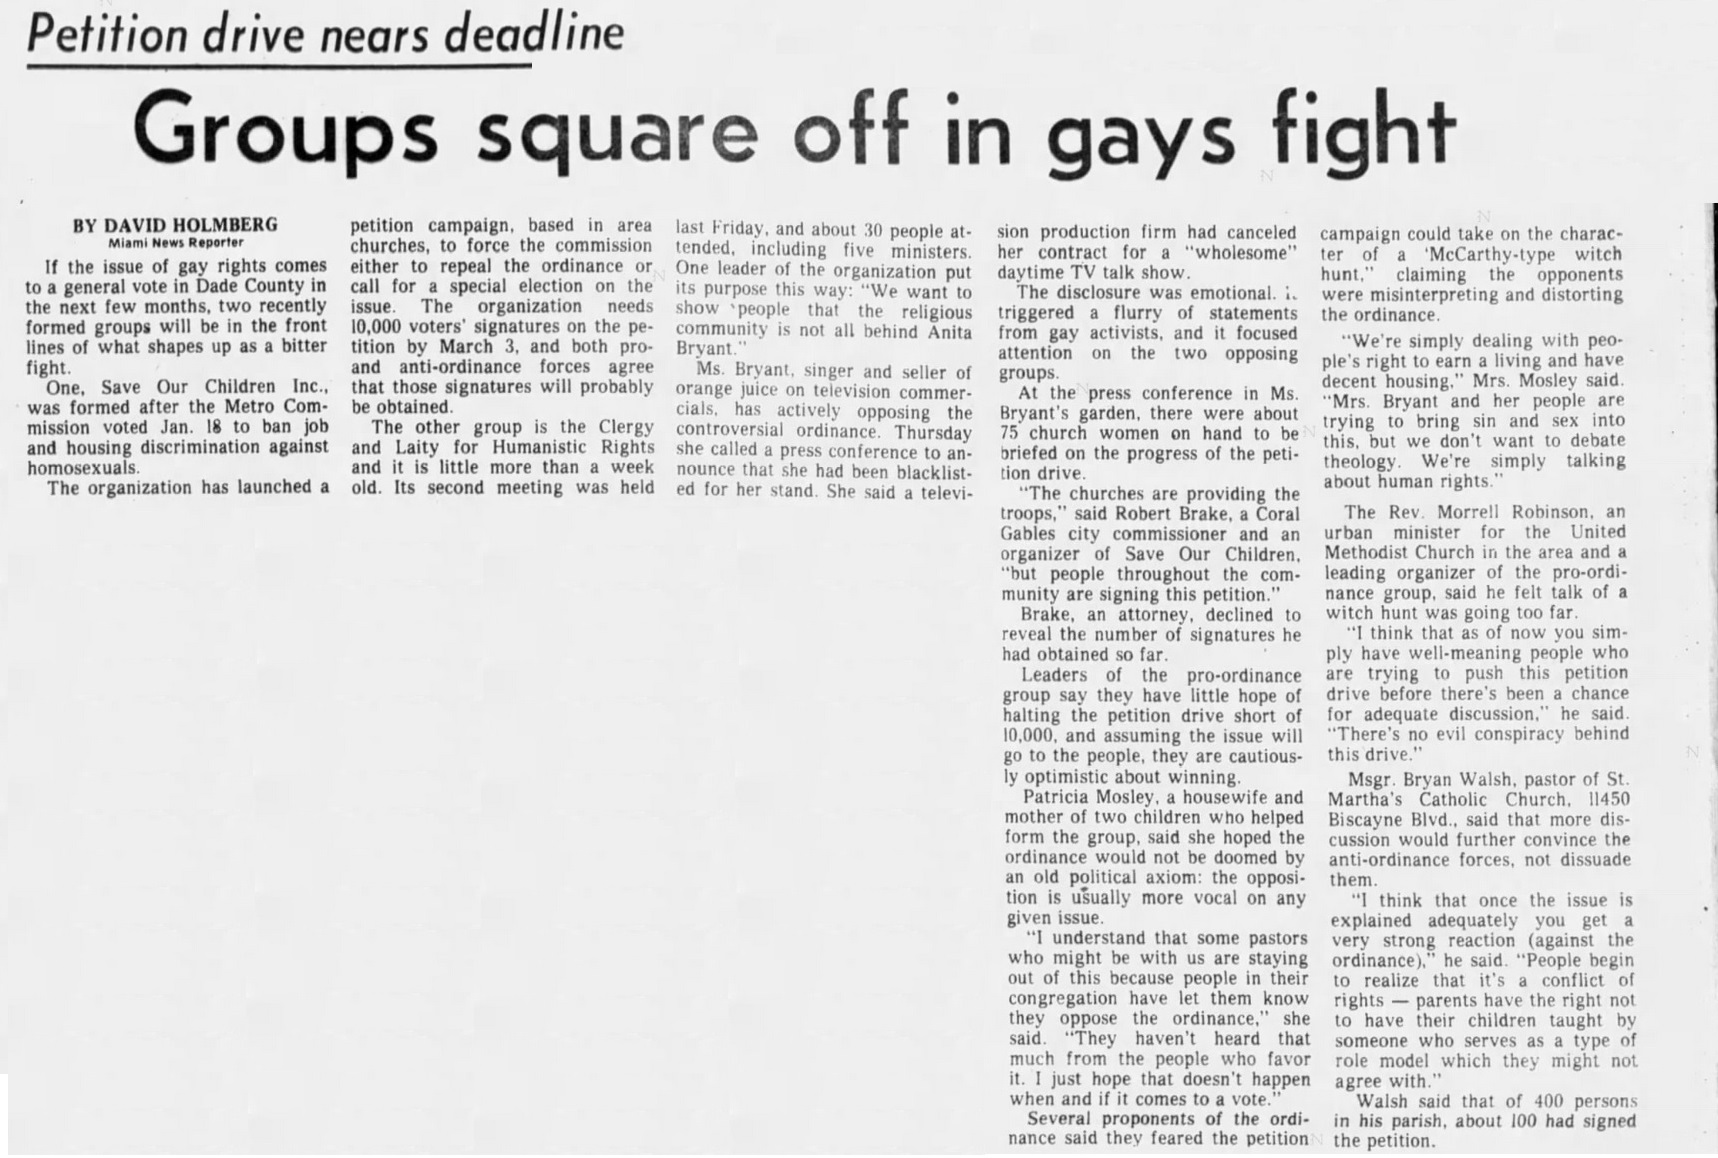 Petition drive nears deadline
Groups square off in gays fight
BY DAVID HOLMBERG
Miami News Reporter
If the issue of gay rights comes
to a general vote in Dade County in
the next few months, two recently
formed groups will be in the front
lines of what shapes up as a bitter
fight.
One, Save Our Children Inc.,
was formed after the Metro Com-
mission voted Jan. 18 to ban job
and housing discrimination against
homosexuals.
The organization has launched a
petition campaign, based in area
churches, to force the commission
either to repeal the ordinance or
call for a special election on the
issue. The organization needs
10,000 voters' signatures on the pe-
tition by March 3, and both pro-
and anti-ordinance forces agree
that those signatures will probably
be obtained.
The other group is the Clergy
and Laity for Humanistic Rights
and it is little more than a week
old. Its second meeting was held
last Friday, and about 30 people at-
tended, including five ministers.
One leader of the organization put
its purpose this way: "We want to
show 'people that the religious
community is not all behind Anita
Bryant."
Ms. Bryant, singer and seller of
orange juice on television commer-
cials, has actively opposing the
controversial ordinance. Thursday
she called a press conference to an-
nounce that she had been blacklist-
ed for her stand. She said a televi-
sion production firm had canceled
her contract for a "wholesome"
daytime TV talk show.
The disclosure was emotional.
triggered a flurry of statements
from gay activists, and it focused
attention on the two opposing
groups.
At the press conference in Ms.
Bryant's garden, there were about
75 church women on hand to be
briefed on the progress of the peti-
tion drive.
"The churches are providing the
troops," said Robert Brake, a Coral
Gables city commissioner and an
organizer of Save Our Children,
"but people throughout the com-
munity are signing this petition."
Brake, an attorney, declined to
reveal the number of signatures he
had obtained so far.
Leaders of the pro-ordinance
group say they have little hope of
halting the petition drive short of
10,000, and assuming the issue will
go to the people, they are cautious-
ly optimistic about winning.
Patricia Mosley, a housewife and
mother of two children who helped
form the group, said she hoped the
ordinance would not be doomed by
an old political axiom: the opposi-
tion is usually more vocal on any
given issue.
"I understand that some pastors
who might be with us are staying
out of this because people in their
congregation have let them know
they oppose the ordinance," she
said. "They haven't heard that
much from the people who favor
it. I just hope that doesn't happen
when and if it comes to a vote."
Several proponents of the ordi-
nance said they feared the petition
campaign could take on the charac-
ter of a 'McCarthy-type witch
hunt," claiming the opponents
were misinterpreting and distorting
the ordinance.
"We're simply dealing with peo-
ple's right to earn a living and have
decent housing," Mrs. Mosley said.
"Mrs. Bryant and her people are
trying to bring sin and sex into
this, but we don't want to debate
theology. We're simply talking
about human rights."
The Rev. Morrell Robinson, an
urban minister for the United
Methodist Church in the area and a
leading organizer of the pro-ordi-
nance group, said he felt talk of a
witch hunt was going too far.
"I think that as of now you sim-
ply have well-meaning people who
are trying to push this petition
drive before there's been a chance
for adequate discussion," he said.
"There's no evil conspiracy behind
this drive."
Msgr. Bryan Walsh, pastor of St.
Martha's Catholic Church, 11450
Biscayne Blvd., said that more dis-
cussion would further convince the
anti-ordinance forces, not dissuade
them.
"I think that once the issue is
explained adequately you get a
very strong reaction (against the
ordinance)," he said. "People begin
to realize that it's a conflict of
rights — parents have the right not
to have their children taught by
someone who serves as a type of
role model which they might not
agree with."
Walsh said that of 400 persons
in his parish, about 100 had signed
the petition.